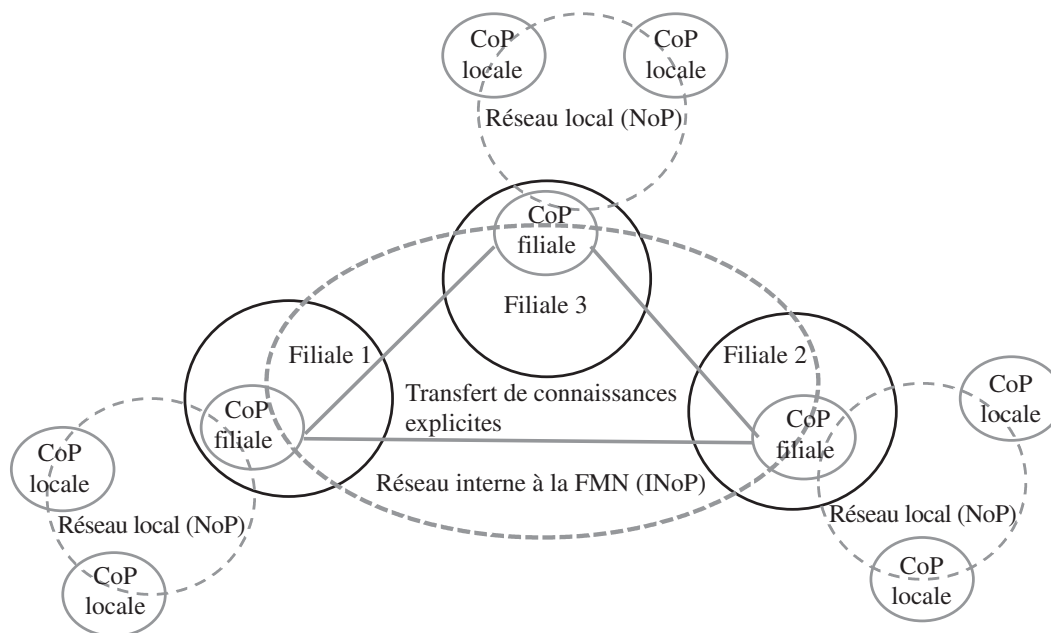 CoP
locale
CoP
locale
Réseau local (NoP)
CoP
filiale
Filiale 3
Filiale 1
Filiale 2
Transfert de connaissances
explicites
CoP
filiale
CoP
filiale
CoP
locale
CoP
locale
Réseau interne à la FMN (INoP)
Réseau local (NoP)
Réseau local (NoP)
CoP
locale
CoP
locale